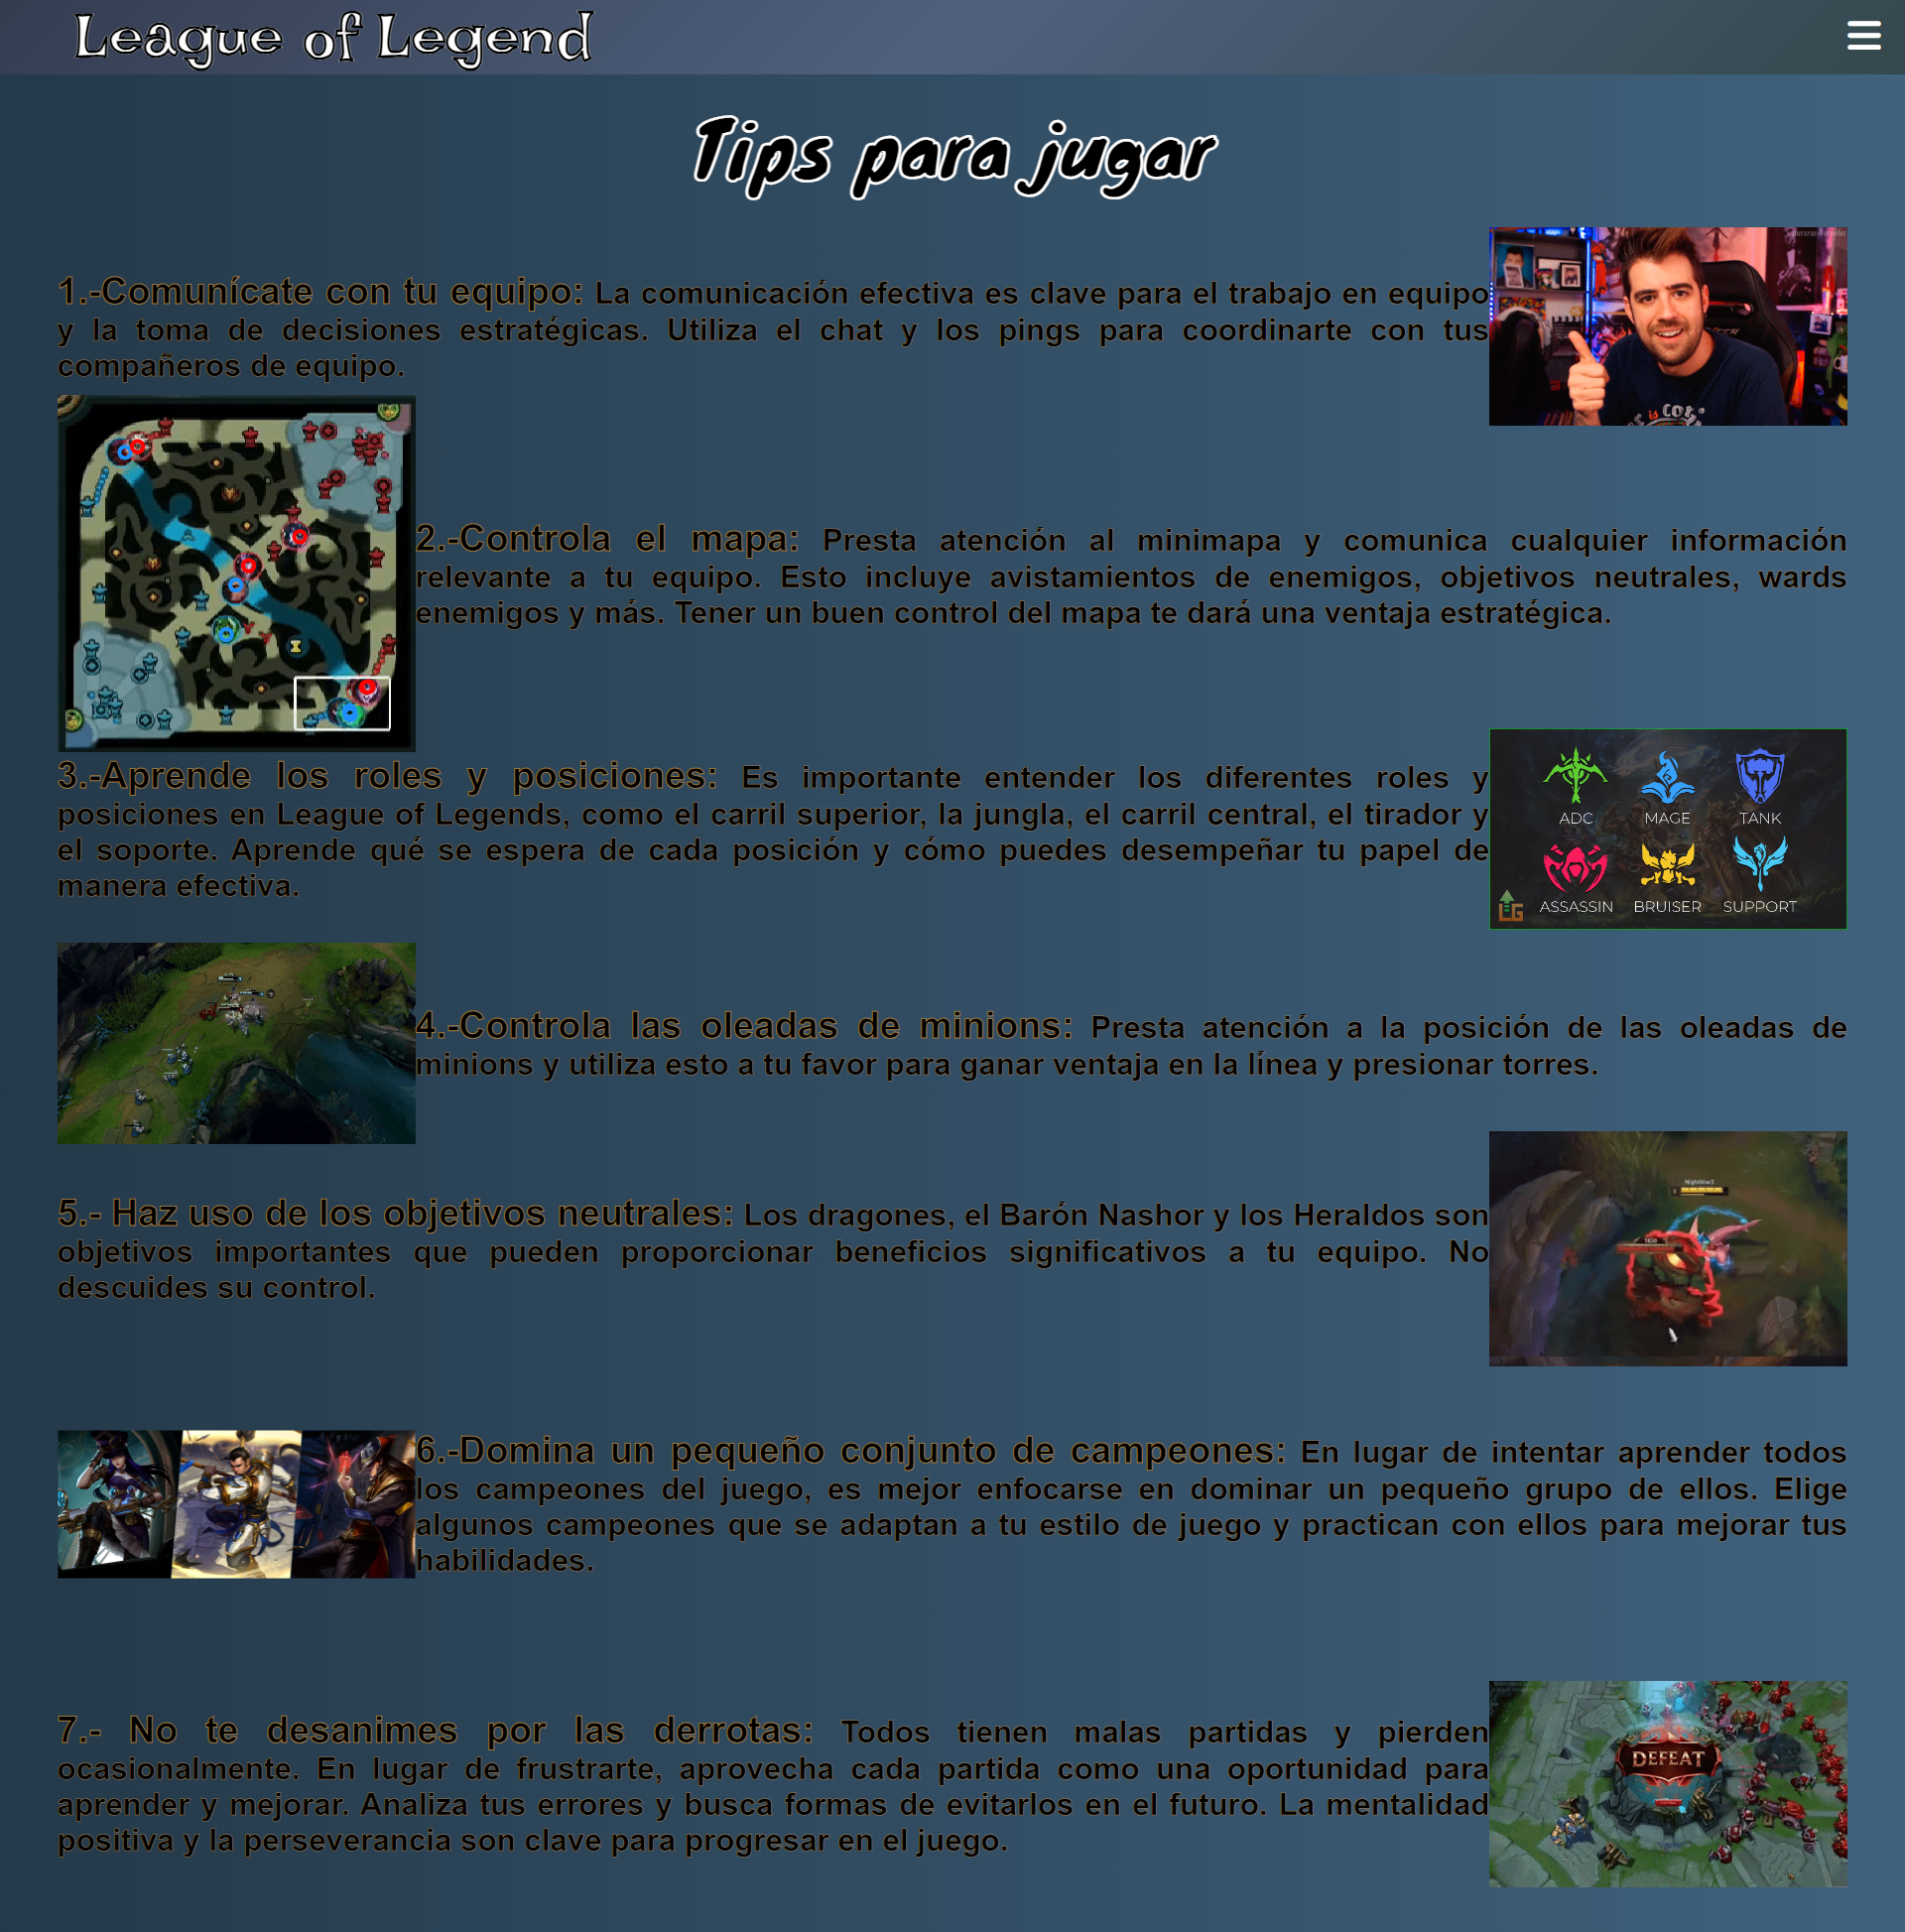 League of Legend
Tips para jugar
1.-Comunícate con tu equipo: La comunicación efectiva es clave para el trabajo en equipo
y la toma de decisiones estratégicas. Utiliza el chat y los pings para coordinarte con tus
compañeros de equipo.
2.-Controla el mapa: Presta atención al minimapa y comunica cualquier información
relevante a tu equipo. Esto incluye avistamientos de enemigos, objetivos neutrales, wards
enemigos y más. Tener un buen control del mapa te dará una ventaja estratégica.
3.-Aprende los roles y posiciones: Es importante entender los diferentes roles y
posiciones en League of Legends, como el carril superior, la jungla, el carril central, el tirador y
el soporte. Aprende qué se espera de cada posición y cómo puedes desempeñar tu papel de
manera efectiva.
ADC MAGE TANK
ASSASSIN BRUISER SUPPORT
LG
4.-Controla las oleadas de minions: Presta atención a la posición de las oleadas de
minions y utiliza esto a tu favor para ganar ventaja en la línea y presionar torres.
5.- Haz uso de los objetivos neutrales: Los dragones, el Barón Nashor y los Heraldos son
objetivos importantes que pueden proporcionar beneficios significativos a tu equipo. No
descuides su control.
6.-Domina un pequeño conjunto de campeones: En lugar de intentar aprender todos
los campeones del juego, es mejor enfocarse en dominar un pequeño grupo de ellos. Elige
algunos campeones que se adaptan a tu estilo de juego y practican con ellos para mejorar tus
habilidades.
7.- No te desanimes por las derrotas: Todos tienen malas partidas y pierden
ocasionalmente. En lugar de frustrarte, aprovecha cada partida como una oportunidad para
aprender y mejorar. Analiza tus errores y busca formas de evitarlos en el futuro. La mentalidad
positiva y la perseverancia son clave para progresar en el juego.
DEFEAT